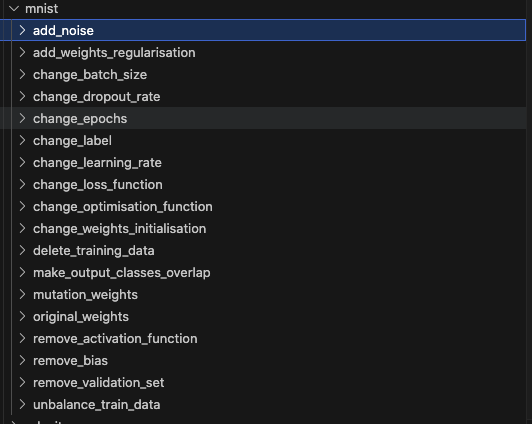 mnist
add_noise
add_weights_regularisation
change_batch_size
change_dropout_rate
change_epochs
change_label
change_learning_rate
change_loss_function
change_optimisation_function
change_weights_initialisation
delete_training_data
make_output_classes_overlap
mutation_weights
original_weights
remove_activation_function
remove_bias
remove_validation_set
unbalance_train_data